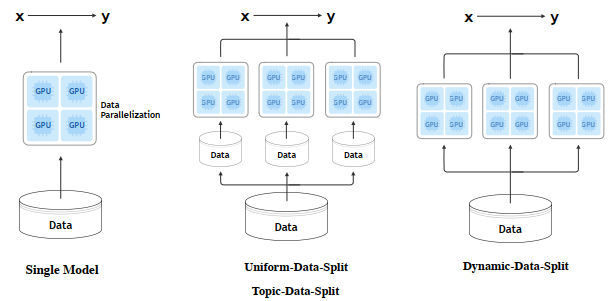 x y
GPU GPU
GPU GPU
Data
Parallelization
Data
Single Model
x y
GPU GPU GPU GPU GPU GPU
GPU GPU GPU GPU GPU GPU
Data Data Data
Data
Uniform-Data-Split
Topic-Data-Split
x y
GPU GPU GPU GPU GPU GPU
GPU GPU GPU GPU GPU GPU
Data
Dynamic-Data-Split